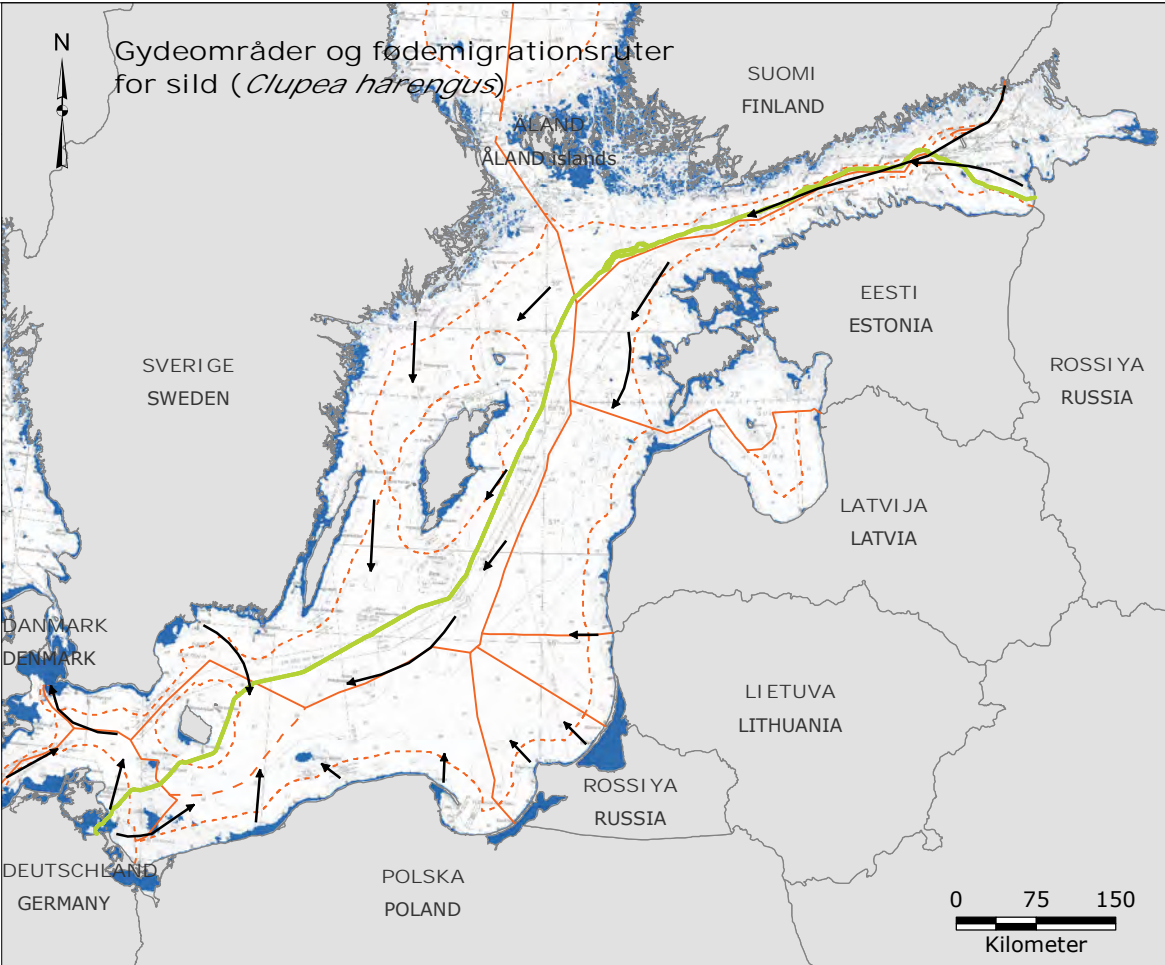 N
Gydeområder og fødemigrationsruter
for sild (Clupea harengus)
SUOMI
FINLAND
ÅLAND
ÅLAND islands
EESTI
ESTONIA
SVERIGE
SWEDEN
ROSSIYA
RUSSIA
LATVIJA
LATVIA
DANMARK
DENMARK
LIETUVA
LITHUANIA
ROSSIYA
RUSSIA
DEUTSCHLAND
GERMANY
POLSKA
POLAND
0 75 150
Kilometer